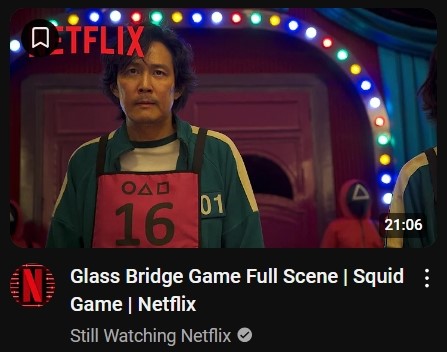 NETFLIX
○△□
16
01
21:06
N
Glass Bridge Game Full Scene | Squid
Game | Netflix
Still Watching Netflix